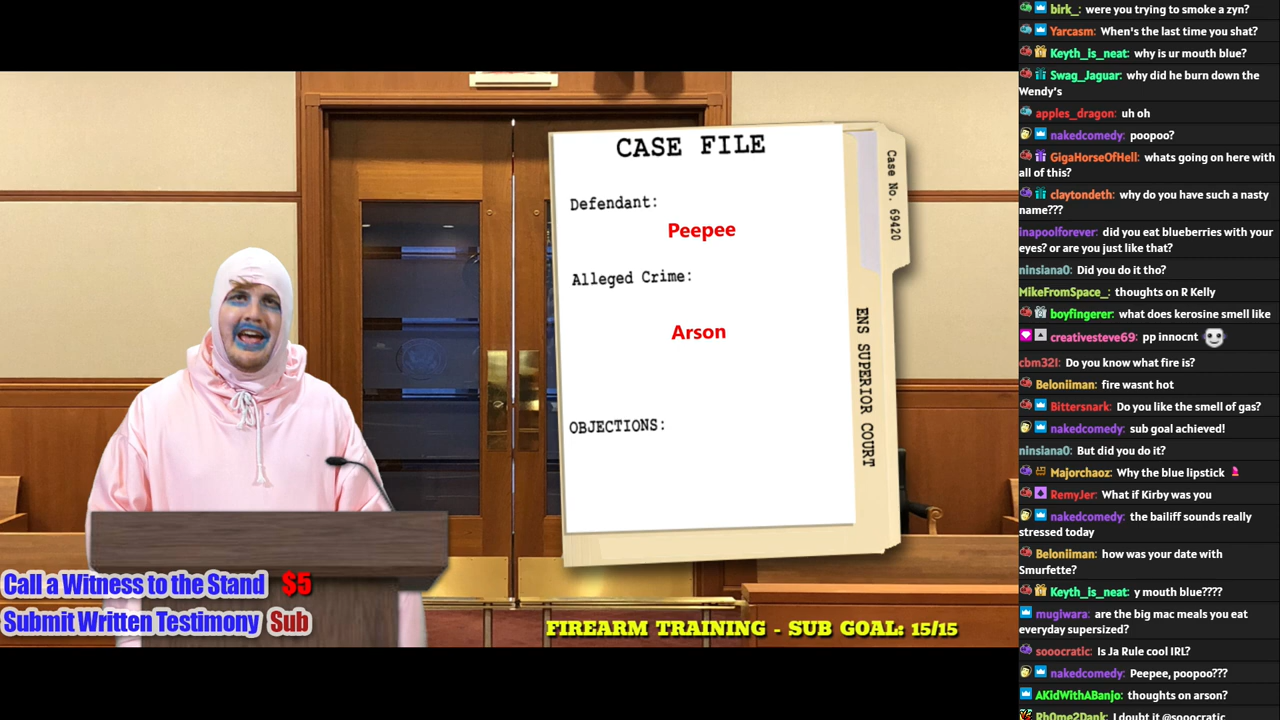 CASE FILE
Defendant:
Peepee
Alleged Crime:
Arson
OBJECTIONS:
Case No. 69420
ENS SUPERIOR COURT
Call a Witness to the Stand $5
Submit Written Testimony Sub
FIREARM TRAINING - SUB GOAL: 15/15
birk_: were you trying to smoke a zyn?
Yarcasm: When's the last time you shat?
Keyth_is_neat: why is ur mouth blue?
Swag_Jaguar: why did he burn down the
Wendy's
apples_dragon: uh oh
nakedcomedy: poopoo?
GigaHorseOfHell: whats going on here with
all of this?
claytondeth: why do you have such a nasty
name???
inapoolforever: did you eat blueberries with your
eyes? or are you just like that?
ninsiana0: Did you do it tho?
MikeFromSpace_: thoughts on R Kelly
boyfingerer: what does kerosine smell like
creativesteve69: pp innocnt
cbm32l: Do you know what fire is?
Beloniiman: fire wasnt hot
Bittersnark: Do you like the smell of gas?
nakedcomedy: sub goal achieved!
ninsiana0: But did you do it?
Majorchaoz: Why the blue lipstick
RemyJer: What if Kirby was you
nakedcomedy: the bailiff sounds really
stressed today
Beloniiman: how was your date with
Smurfette?
Keyth_is_neat: y mouth blue????
mugiwara: are the big mac meals you eat
everyday supersized?
sooocratic: Is Ja Rule cool IRL?
nakedcomedy: Peepee, poopoo???
AKidWithABanjo: thoughts on arson?
Rh0me2Dank: I doubt it @sooocratic